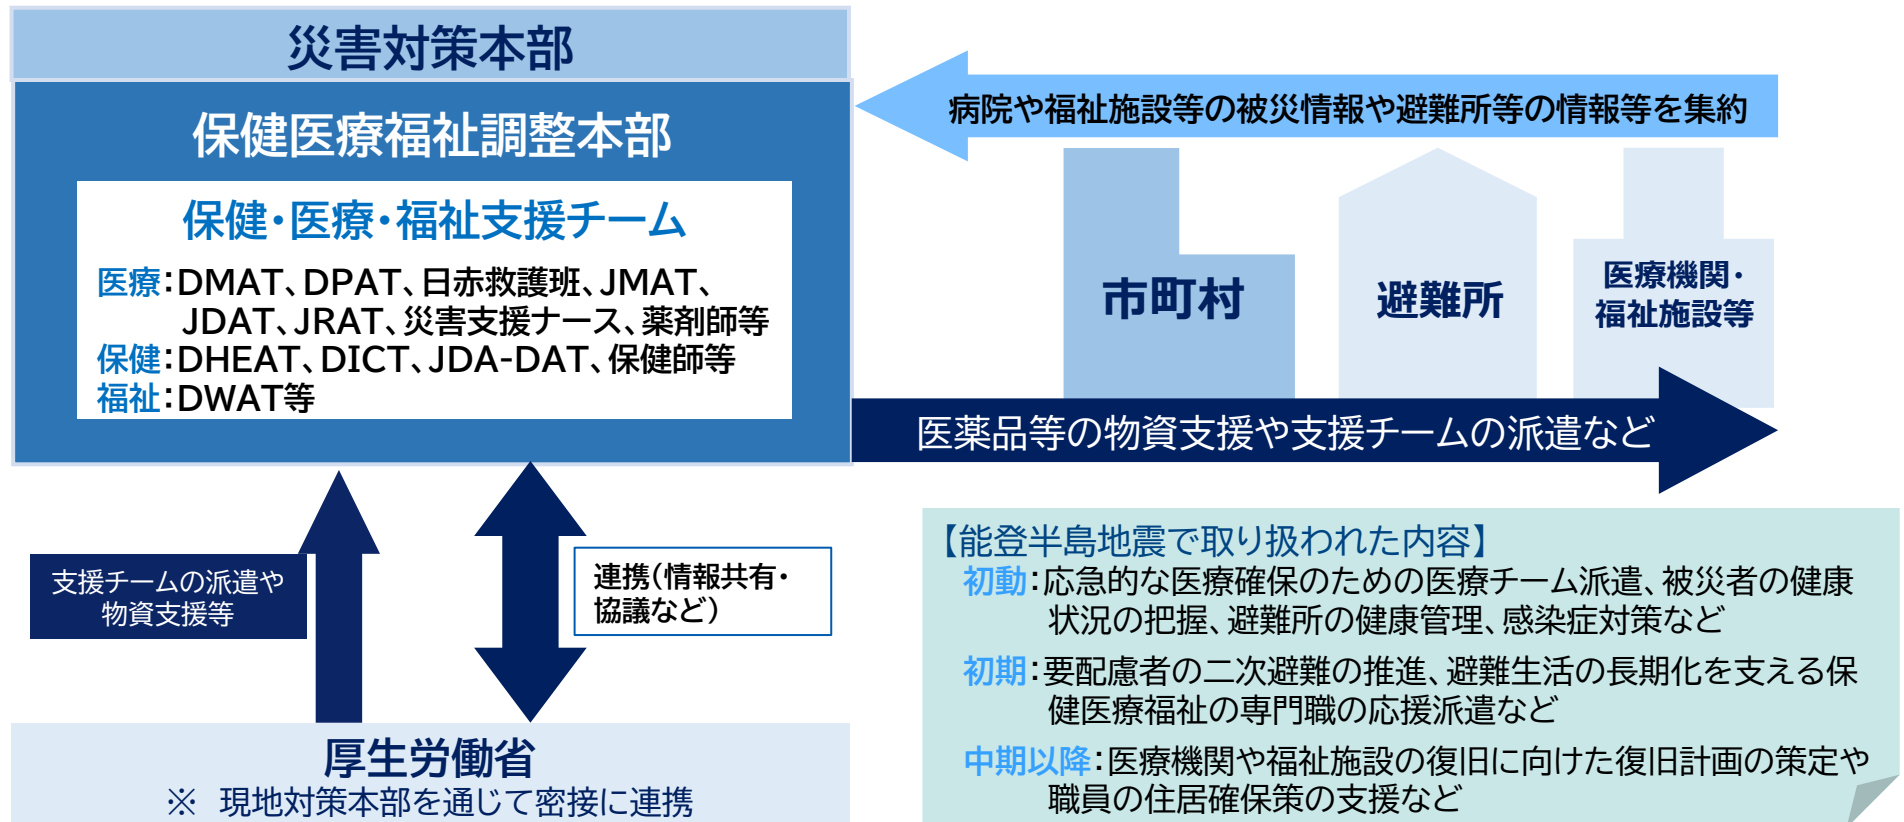 災害対策本部
保健医療福祉調整本部
保健・医療・福祉支援チーム
医療:DMAT、DPAT、日赤救護班、JMAT、
JDAT、JRAT、災害支援ナース、薬剤師等
保健:DHEAT、DICT、JDA-DAT、保健師等
福祉:DWAT等
病院や福祉施設等の被災情報や避難所等の情報等を集約
市町村
避難所
医療機関・
福祉施設等
医薬品等の物資支援や支援チームの派遣など
支援チームの派遣や
物資支援等
連携(情報共有・
協議など)
厚生労働省
※ 現地対策本部を通じて密接に連携
【能登半島地震で取り扱われた内容】
初動:応急的な医療確保のための医療チーム派遣、被災者の健康
状況の把握、避難所の健康管理、感染症対策など
初期:要配慮者の二次避難の推進、避難生活の長期化を支える保
健医療福祉の専門職の応援派遣など
中期以降:医療機関や福祉施設の復旧に向けた復旧計画の策定や
職員の住居確保策の支援など